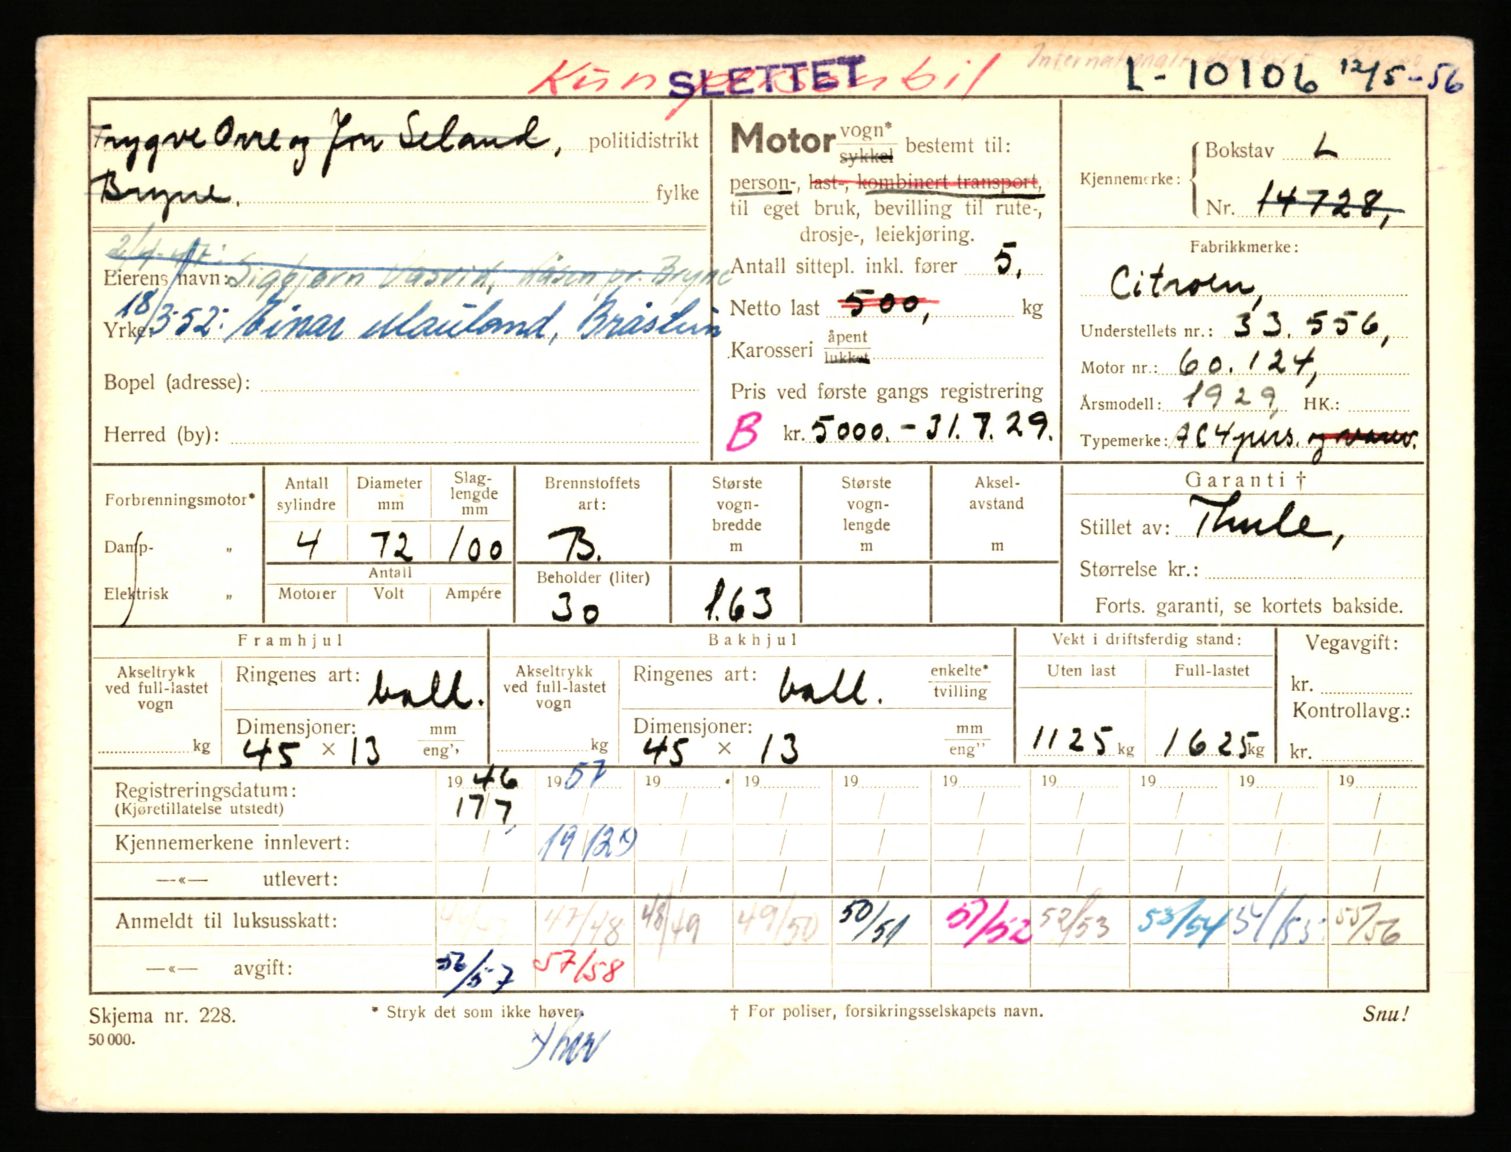 Kun personbil
SLETTET
L-10106 12/5-56
Trygve Orre og Jon Seland, politidistrikt
Bryne. fylke
Eierens navn: Sigbjørn Vasvik, Bryne
Yrke: 18/3 52: Einar Mauland, Bråstein
Bopel (adresse):
Herred (by):
Motor vogn* sykkel bestemt til:
person-, last-, kombinert transport,
til eget bruk, bevilling til rute-,
drosje-, leiekjøring.
Antall sittepl. inkl. fører 5,
Netto last 500, kg
Karosseri åpent lukket
Pris ved første gangs registrering
B kr. 5000.- 31.7.29.
Kjennemerke: Bokstav L
Nr. 14728,
Fabrikkmerke:
Citroen,
Understellets nr.: 33.556,
Motor nr.: 60.124,
Årsmodell: 1929, HK.:
Typemerke: AC4 pers. og varev.
Forbrenningsmotor*
Damp- „
Elektrisk „
Antall sylindre
Diameter mm
Slaglengde mm
4 72 100
Antall
Motorer Volt Ampére
Brennstoffets art:
B.
Beholder (liter)
30
Største vognbredde m
1.63
Største vognlengde m
Akselavstand m
Garanti †
Stillet av: Thule,
Størrelse kr.:
Forts. garanti, se kortets bakside.
Framhjul
Akseltrykk ved full-lastet vogn
kg
Ringenes art: ball.
Dimensjoner: mm eng''
45 × 13
Bakhjul
Akseltrykk ved full-lastet vogn
kg
Ringenes art: ball. enkelte* tvilling
Dimensjoner: mm eng''
45 × 13
Vekt i driftsferdig stand:
Uten last Full-lastet
1125 kg 1625 kg
Vegavgift:
kr.
Kontrollavg.:
kr.
Registreringsdatum: 1946 1957 19 19 19 19 19 19 19 19
(Kjøretillatelse utstedt) 17/7 / / / / / / / / /
Kjennemerkene innlevert: / 19/12 / / / / / / / /
—«— utlevert: / / / / / / / / / /
Anmeldt til luksusskatt: 47/48 48/49 49/50 50/51 51/52 52/53 53/54 54/55 55/56
—«— avgift: 56/57 57/58
Skjema nr. 228. * Stryk det som ikke høver. † For poliser, forsikringsselskapets navn. Snu!
50 000.